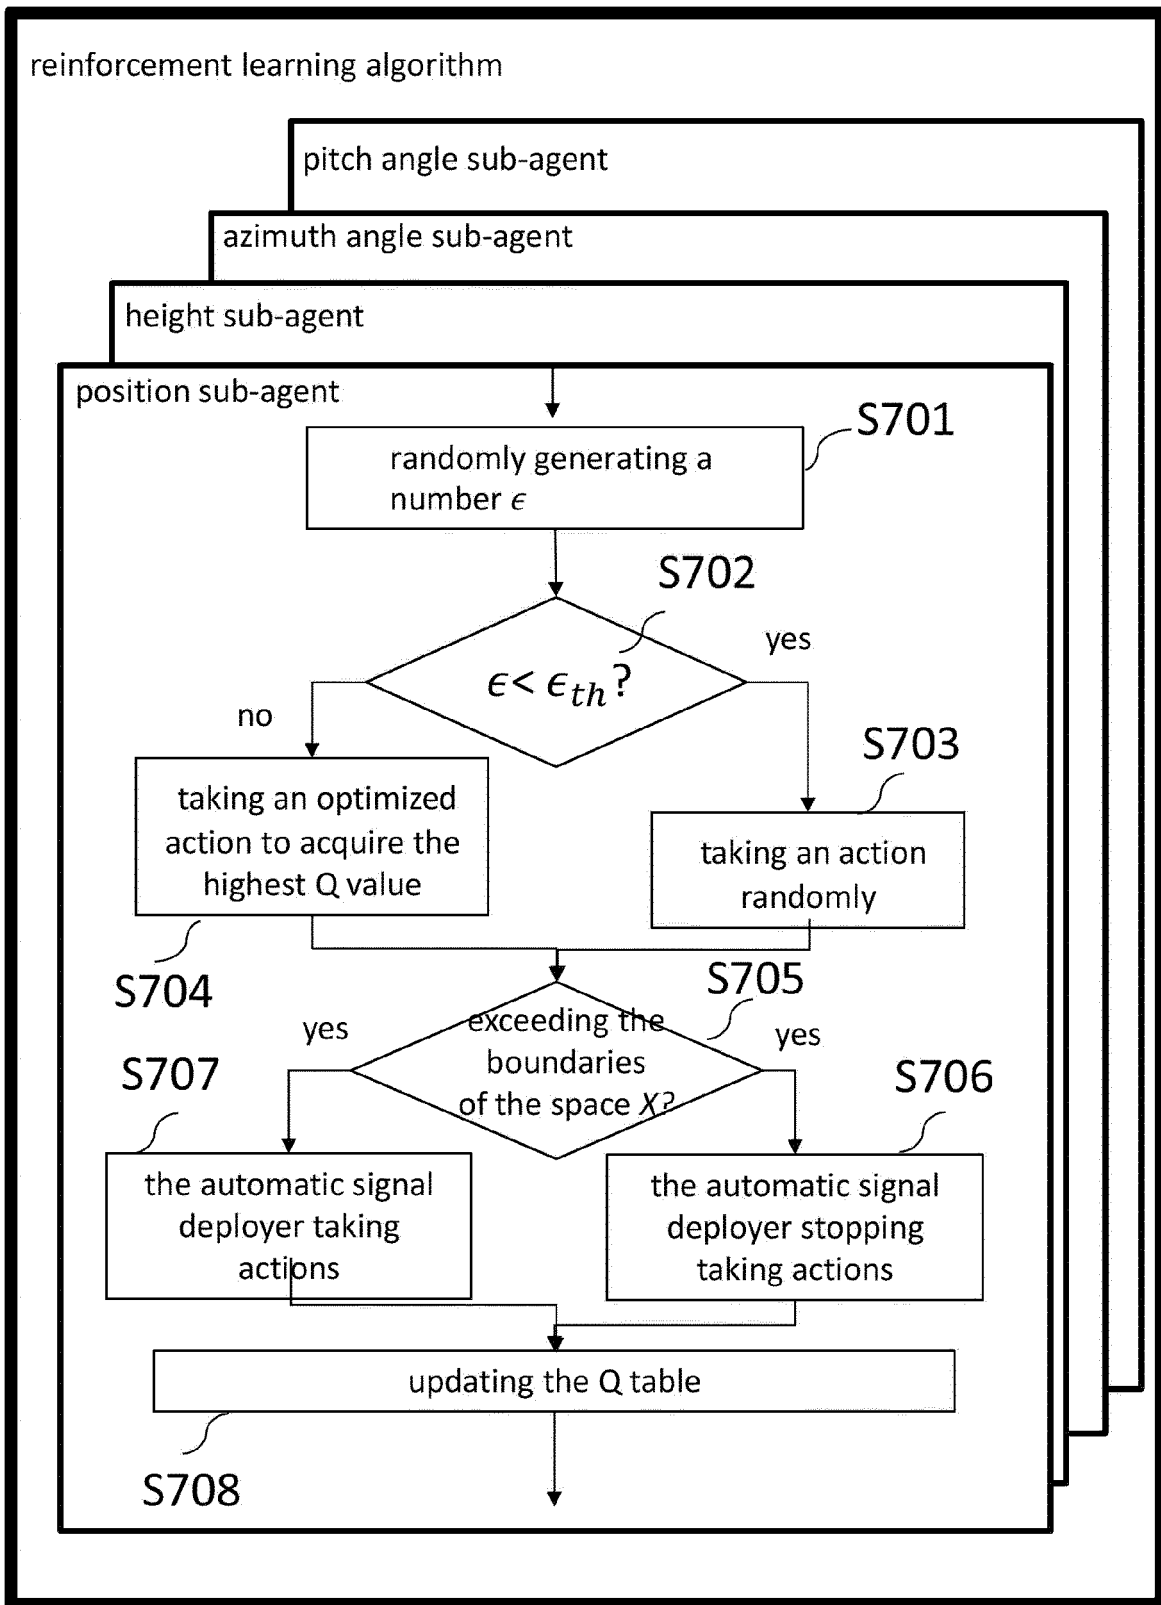 reinforcement learning algorithm
pitch angle sub-agent
azimuth angle sub-agent
height sub-agent
position sub-agent
S701
randomly generating a
number ϵ
S702
yes
ϵ< ϵ_th?
no
S703
taking an optimized
action to acquire the
highest Q value
taking an action
randomly
S704
S705
yes
exceeding the
boundaries
of the space X?
yes
S707
S706
the automatic signal
deployer taking
actions
the automatic signal
deployer stopping
taking actions
updating the Q table
S708